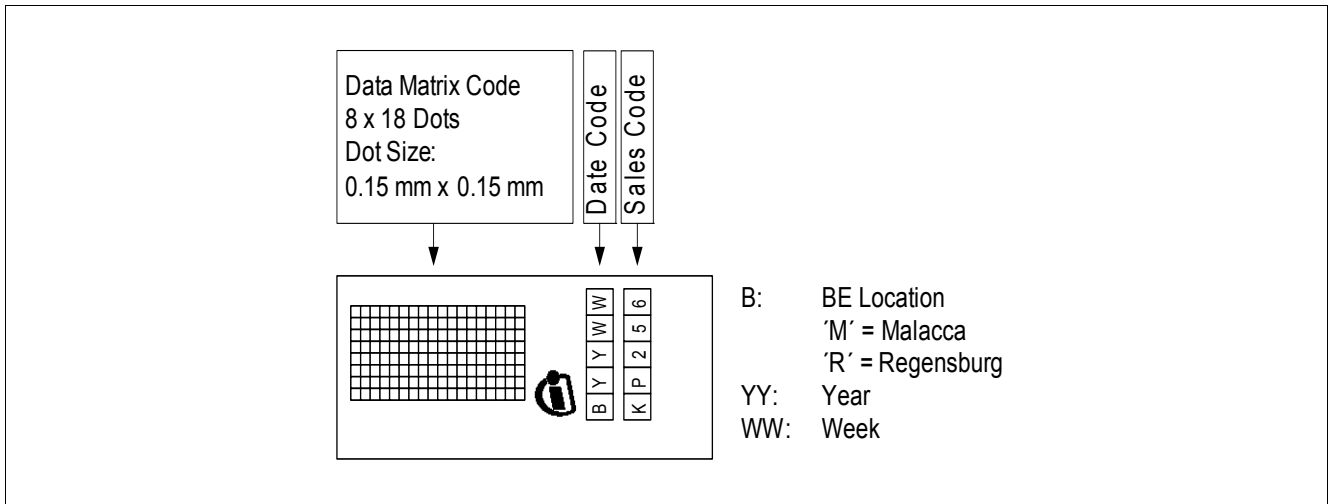 Data Matrix Code
8 x 18 Dots
Dot Size:
0.15 mm x 0.15 mm
Date Code
Sales Code
B Y Y W W
K P 2 5 6
B: BE Location
´M´ = Malacca
´R´ = Regensburg
YY: Year
WW: Week